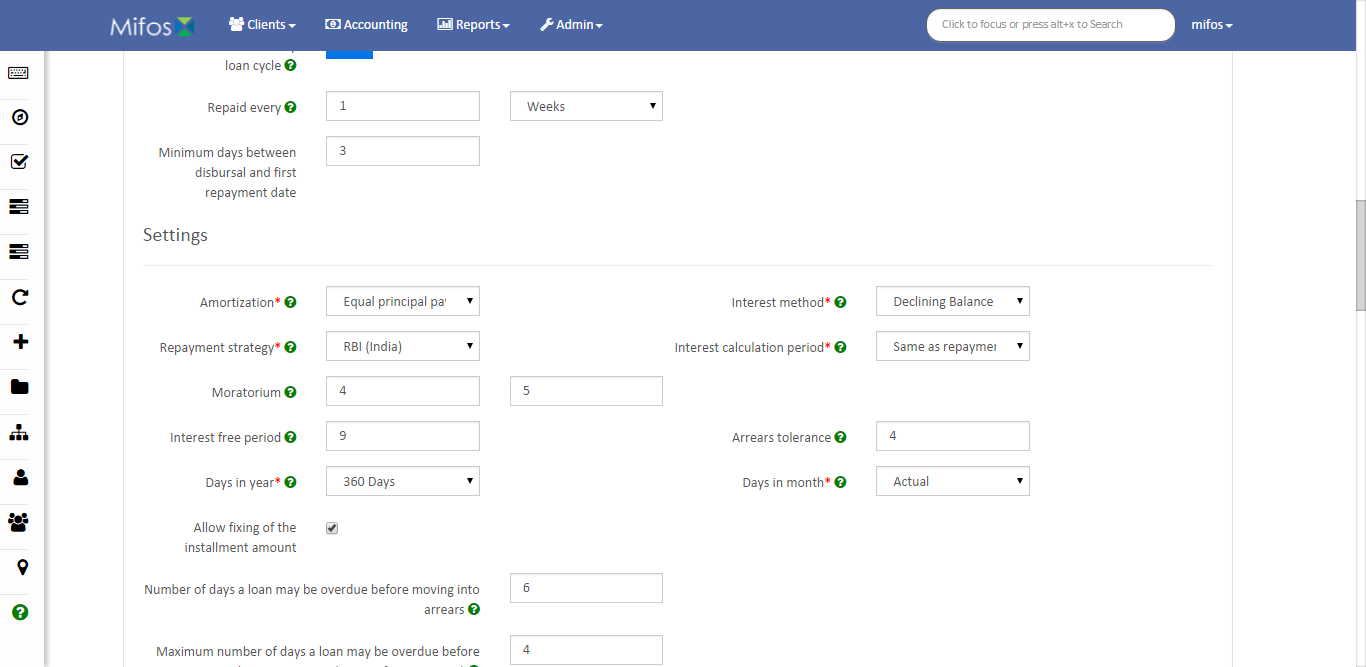 Mifos Clients Accounting Reports Admin Click to focus or press alt+x to Search mifos
loan cycle
Repaid every 1 Weeks
Minimum days between 3
disbursal and first
repayment date
Settings
Amortization* Equal principal pa Interest method* Declining Balance
Repayment strategy* RBI (India) Interest calculation period* Same as repaymen
Moratorium 4 5
Interest free period 9 Arrears tolerance 4
Days in year* 360 Days Days in month* Actual
Allow fixing of the
installment amount
Number of days a loan may be overdue before moving into 6
arrears
Maximum number of days a loan may be overdue before 4